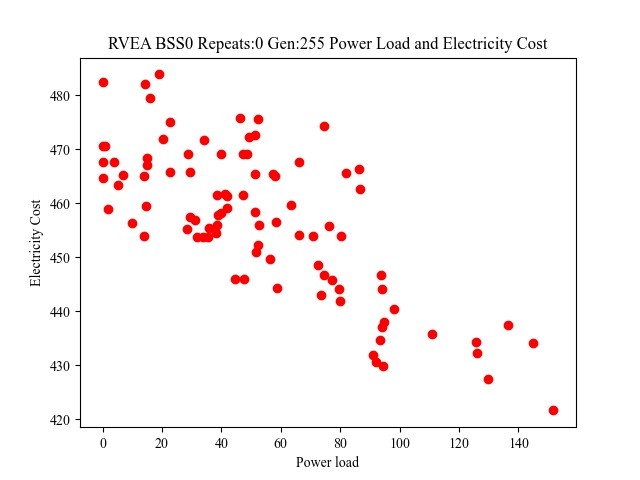 RVEA BSS0 Repeats:0 Gen:255 Power Load and Electricity Cost
480
470
460
450
440
430
420
Electricity Cost
0 20 40 60 80 100 120 140
Power load